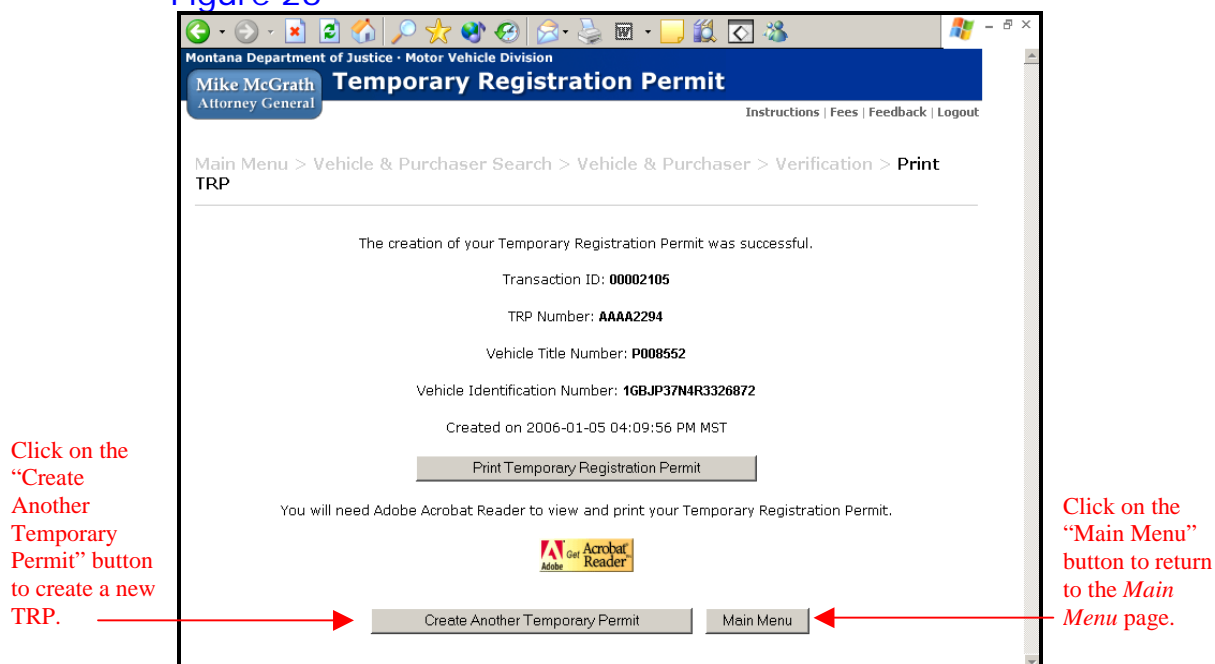 Montana Department of Justice · Motor Vehicle Division
Mike McGrath
Attorney General
Temporary Registration Permit
Instructions | Fees | Feedback | Logout
Main Menu > Vehicle & Purchaser Search > Vehicle & Purchaser > Verification > Print
TRP
The creation of your Temporary Registration Permit was successful.
Transaction ID: 00002105
TRP Number: AAAA2294
Vehicle Title Number: P008552
Vehicle Identification Number: 1GBJP37N4R3326872
Created on 2006-01-05 04:09:56 PM MST
Print Temporary Registration Permit
You will need Adobe Acrobat Reader to view and print your Temporary Registration Permit.
Adobe
Get Acrobat
Reader
Create Another Temporary Permit
Main Menu
Click on the
“Create
Another
Temporary
Permit” button
to create a new
TRP.
Click on the
“Main Menu”
button to return
to the Main
Menu page.